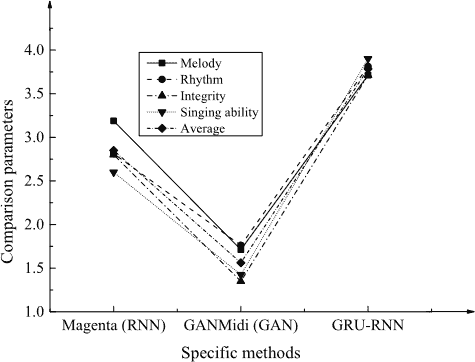 Comparison parameters
4.0
3.5
3.0
2.5
2.0
1.5
1.0
Melody
Rhythm
Integrity
Singing ability
Average
Magenta (RNN) GANMidi (GAN) GRU-RNN
Specific methods